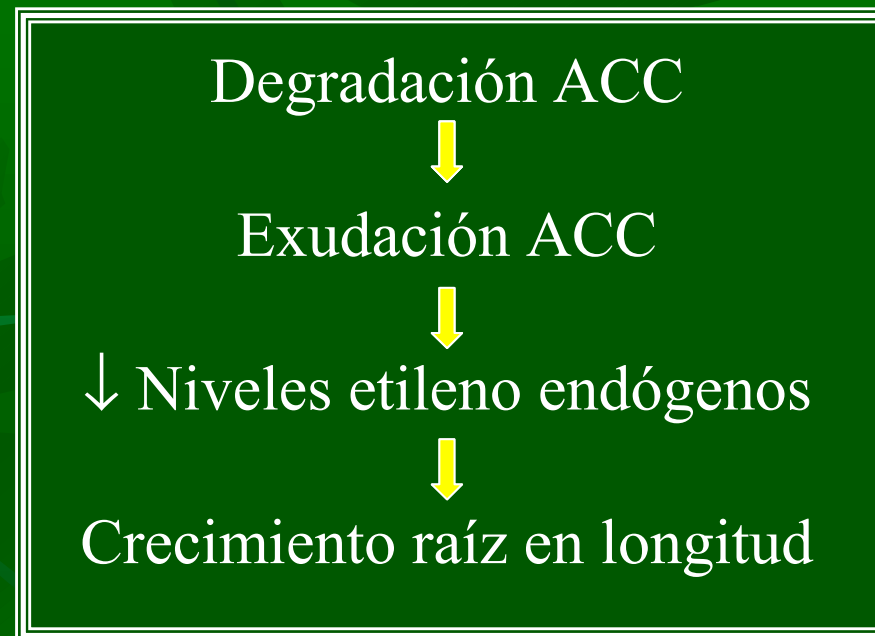 Degradación ACC
Exudación ACC
↓ Niveles etileno endógenos
Crecimiento raíz en longitud